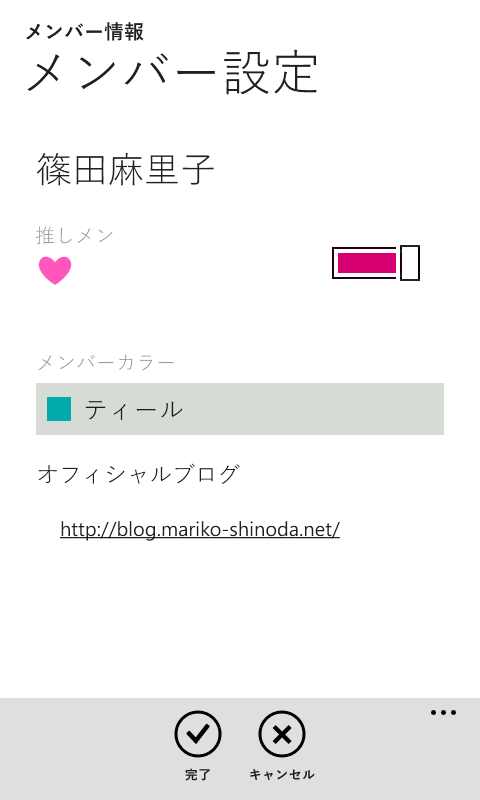 メンバー情報
メンバー設定
篠田麻里子
推しメン
メンバーカラー
ティール
オフィシャルブログ
http://blog.mariko-shinoda.net/
完了
キャンセル